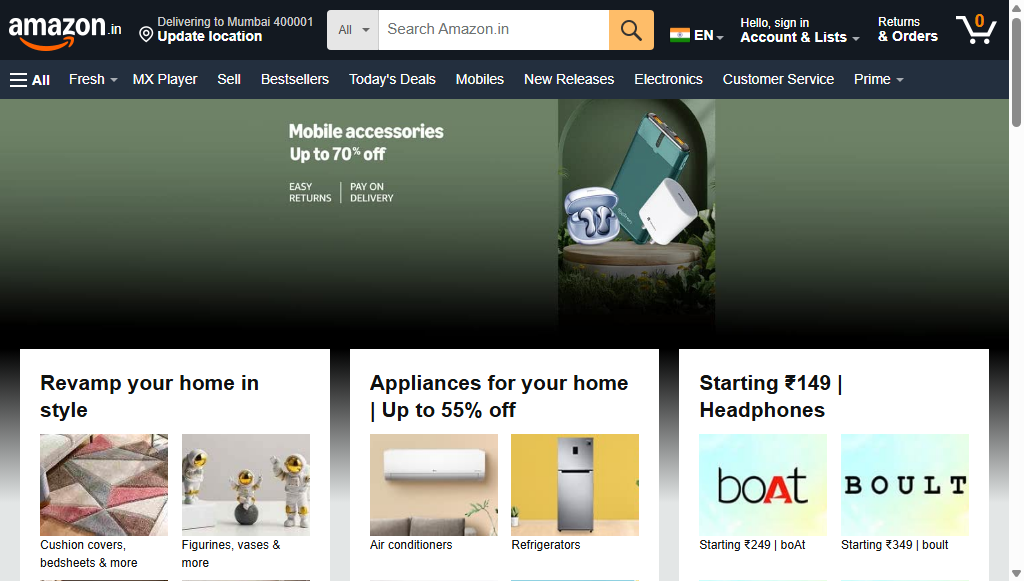 amazon.in
Delivering to Mumbai 400001
Update location
All
Search Amazon.in
EN
Hello, sign in
Account & Lists
Returns
& Orders
0
All
Fresh
MX Player
Sell
Bestsellers
Today's Deals
Mobiles
New Releases
Electronics
Customer Service
Prime
Mobile accessories
Up to 70% off
EASY
RETURNS
PAY ON
DELIVERY
Revamp your home in
style
Cushion covers,
bedsheets & more
Figurines, vases &
more
Appliances for your home
| Up to 55% off
Air conditioners
Refrigerators
Starting ₹149 |
Headphones
boAt
BOULT
Starting ₹249 | boAt
Starting ₹349 | boult